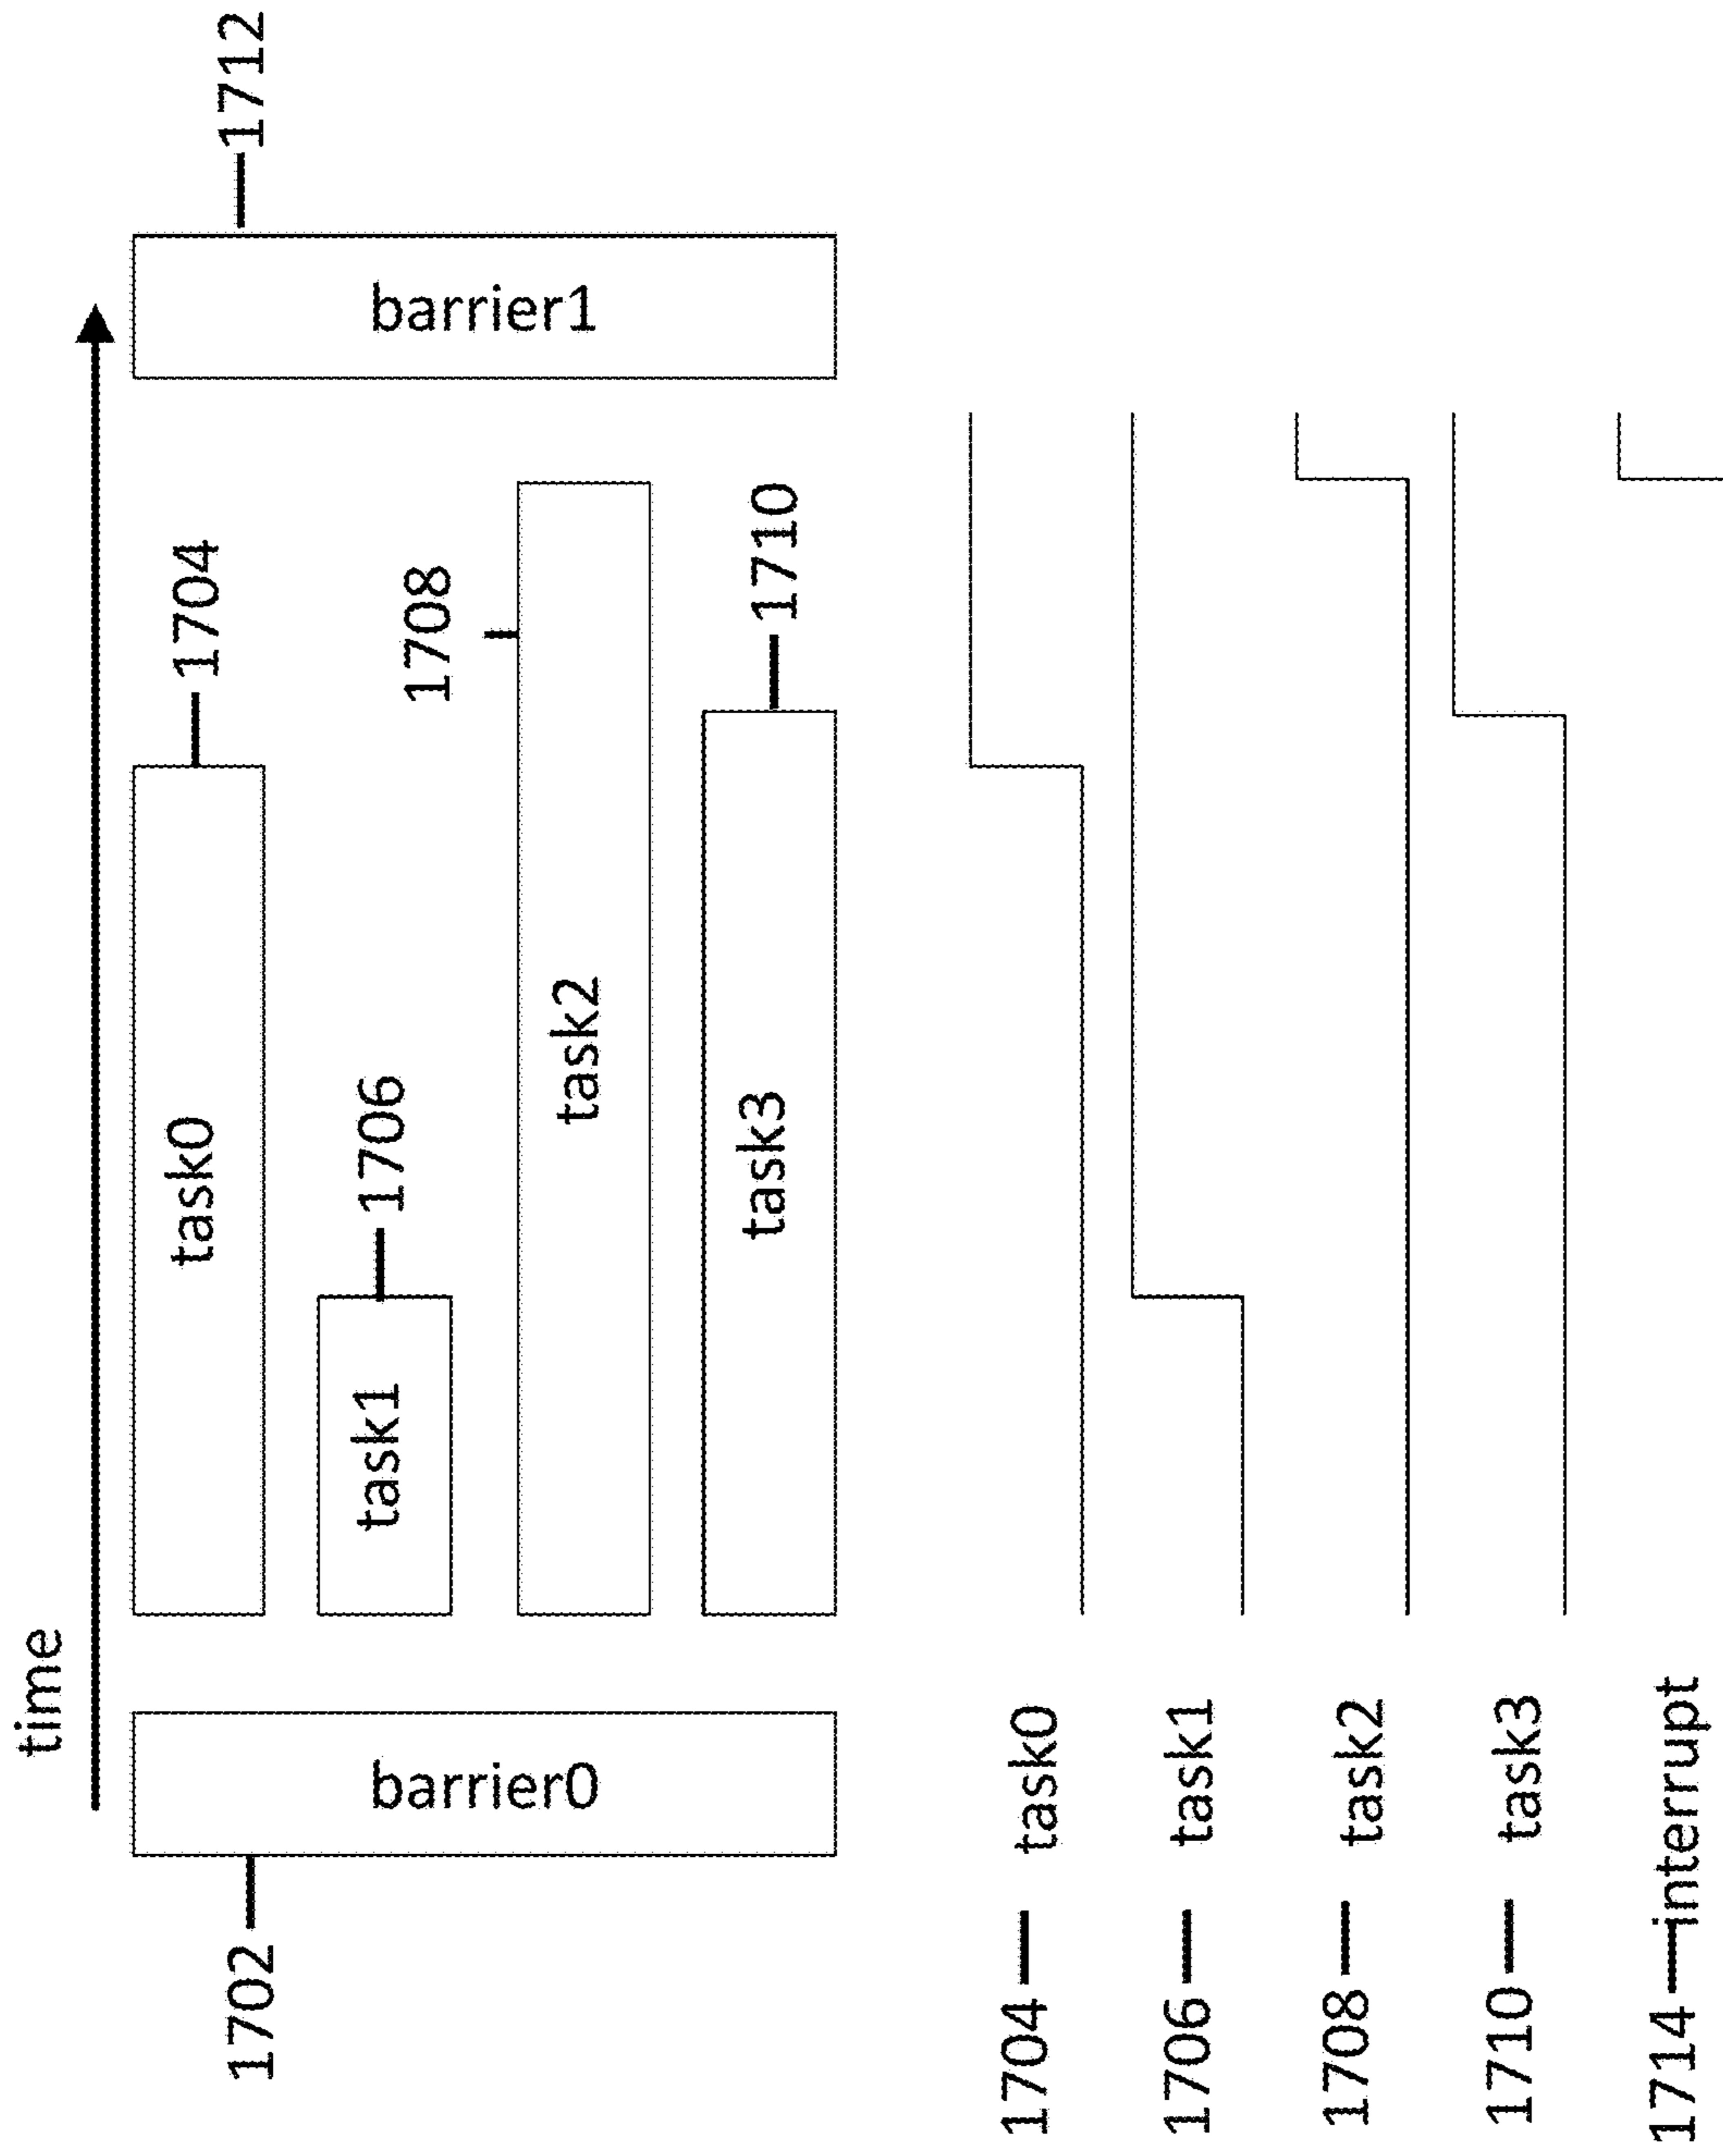 time
1702
barrier0
task0
1704
task1
1706
task2
1708
task3
1710
barrier1
1712
1704 task0
1706 task1
1708 task2
1710 task3
1714 interrupt